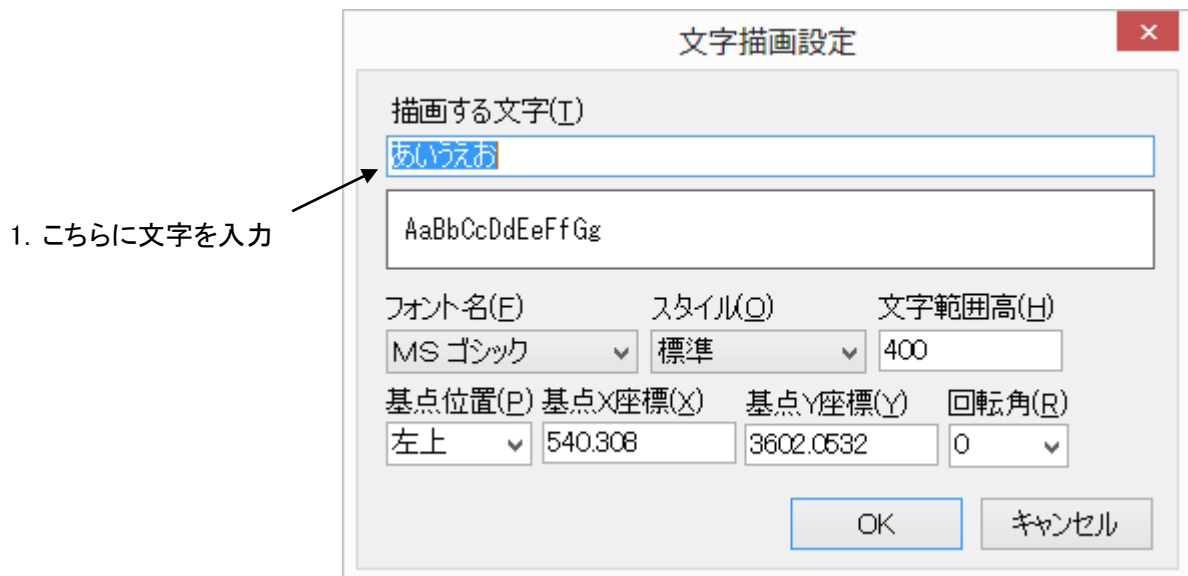 文字描画設定
×
描画する文字(T)
あいうえお
AaBbCcDdEeFfGg
1. こちらに文字を入力
フォント名(F) スタイル(O) 文字範囲高(H)
MS ゴシック 標準 400
基点位置(P) 基点X座標(X) 基点Y座標(Y) 回転角(R)
左上 540.308 3602.0532 0
OK キャンセル